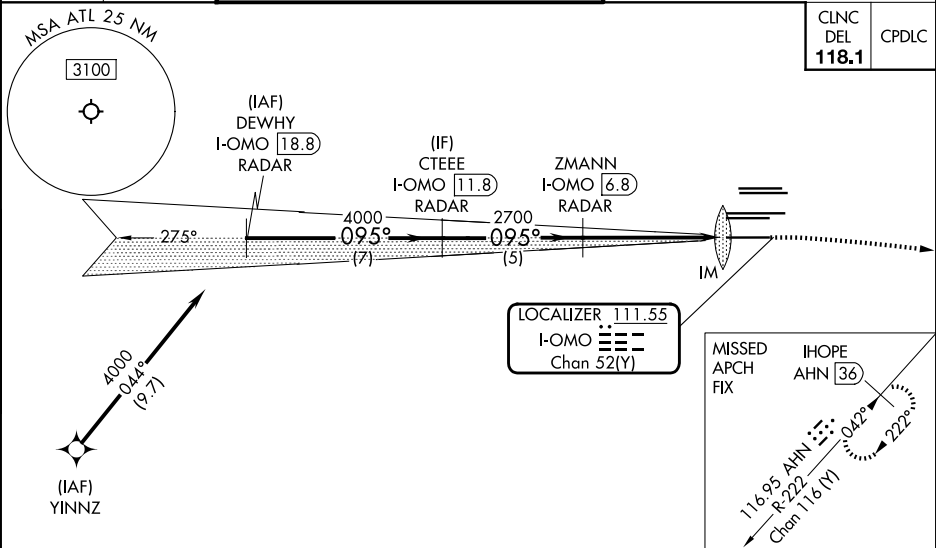 MSA ATL 25 NM
3100
CLNC
DEL
118.1
CPDLC
(IAF)
DEWHY
I-OMO 18.8
RADAR
(IF)
CTEEE
I-OMO 11.8
RADAR
ZMANN
I-OMO 6.8
RADAR
275°
4000
095°
(7)
2700
095°
(5)
IM
LOCALIZER 111.55
I-OMO
Chan 52(Y)
4000
044°
(9.7)
(IAF)
YINNZ
MISSED
APCH
FIX
IHOPE
AHN 36
042°
222°
116.95 AHN
R-222
Chan 116 (Y)